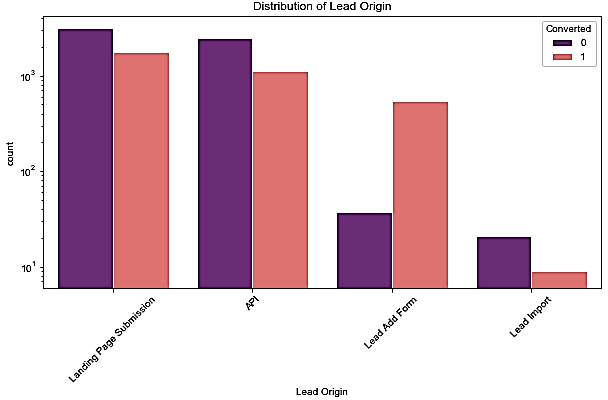 Distribution of Lead Origin
Converted
0
1
count
10³
10²
10¹
Landing Page Submission
API
Lead Add Form
Lead Import
Lead Origin